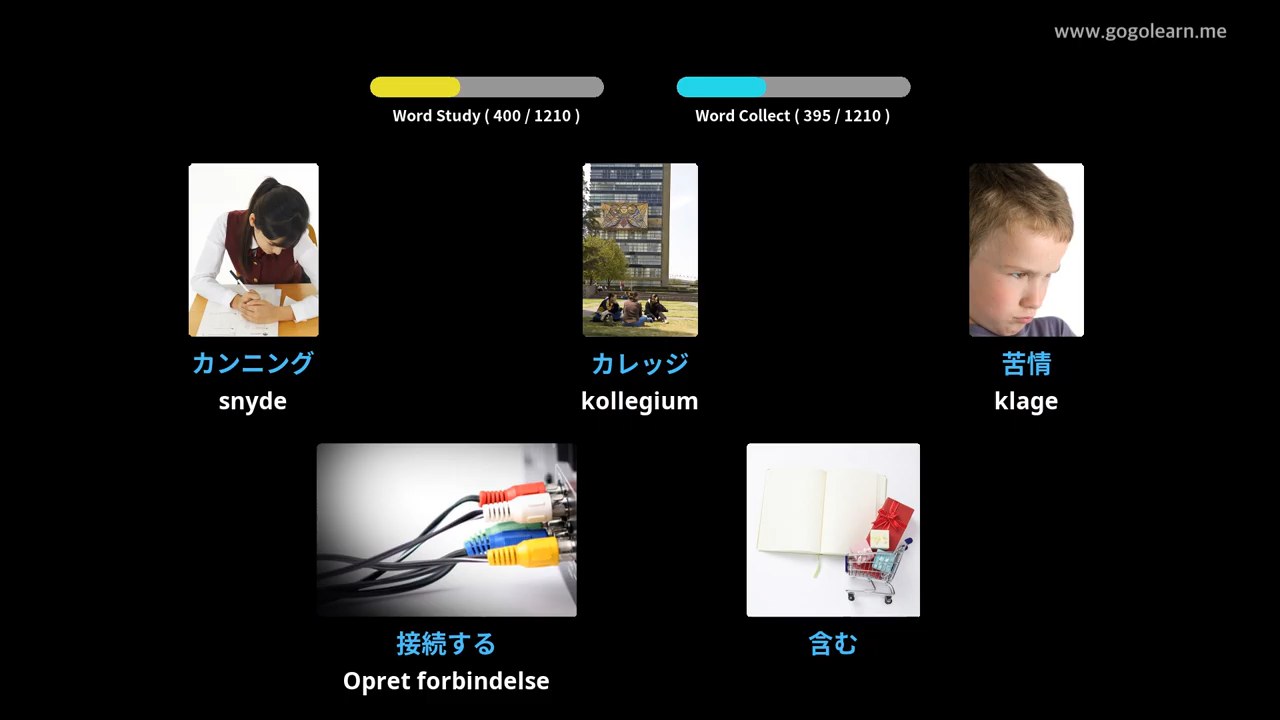 www.gogolearn.me
Word Study ( 400 / 1210 )
Word Collect ( 395 / 1210 )
カンニング
snyde
カレッジ
kollegium
苦情
klage
接続する
Opret forbindelse
含む